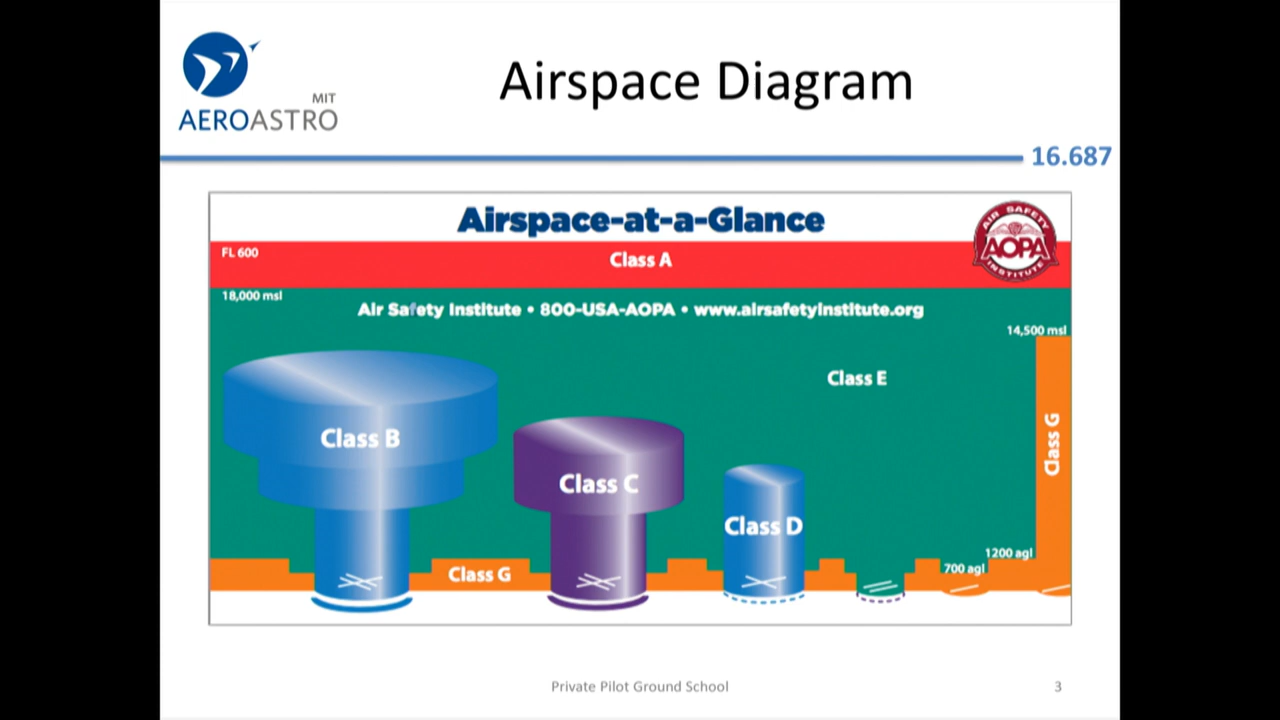 MIT
AEROASTRO
Airspace Diagram
16.687
Airspace-at-a-Glance
AIR SAFETY
AOPA
INSTITUTE
FL 600
Class A
18,000 msl
Air Safety Institute • 800-USA-AOPA • www.airsafetyinstitute.org
14,500 msl
Class E
Class B
Class G
Class C
Class D
1200 agl
700 agl
Class G
Private Pilot Ground School
3